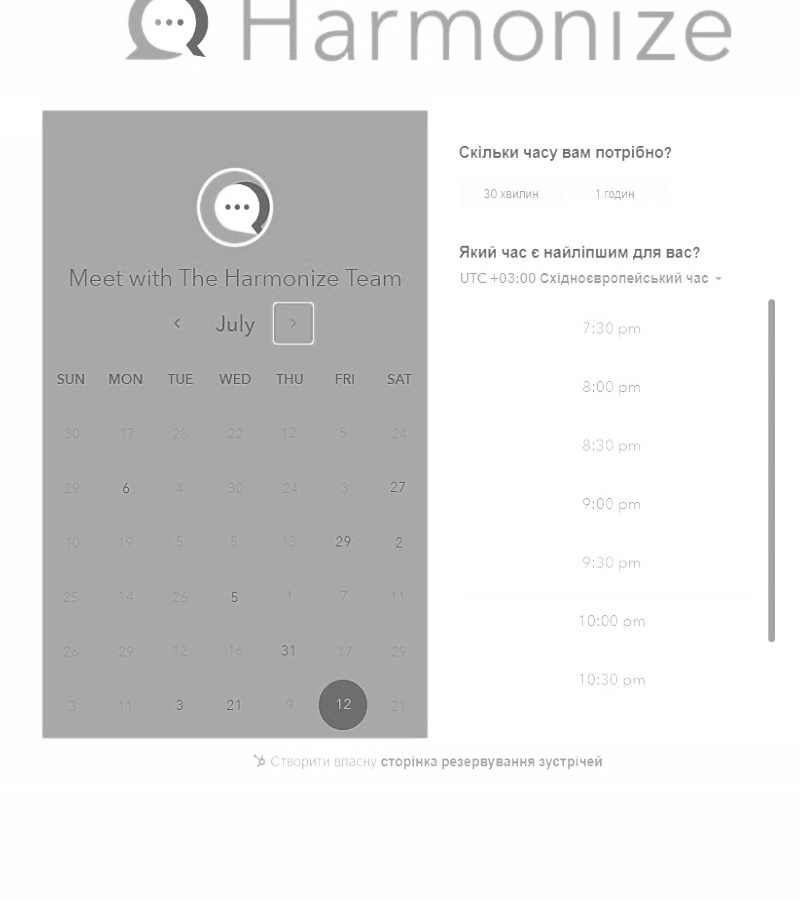 Harmonize
Meet with The Harmonize Team
July
SUN MON TUE WED THU FRI SAT
30 17 28 22 12 5 24
29 6 4 30 24 3 27
10 19 5 5 13 29 2
25 14 26 5 1 7 11
26 29 12 16 31 17 29
3 11 3 21 9 12 21
Скільки часу вам потрібно?
30 хвилин 1 годин
Який час є найліпшим для вас?
UTC +03:00 Східноєвропейський час
7:30 pm
8:00 pm
8:30 pm
9:00 pm
9:30 pm
10:00 pm
10:30 pm
Створити власну сторінка резервування зустрічей